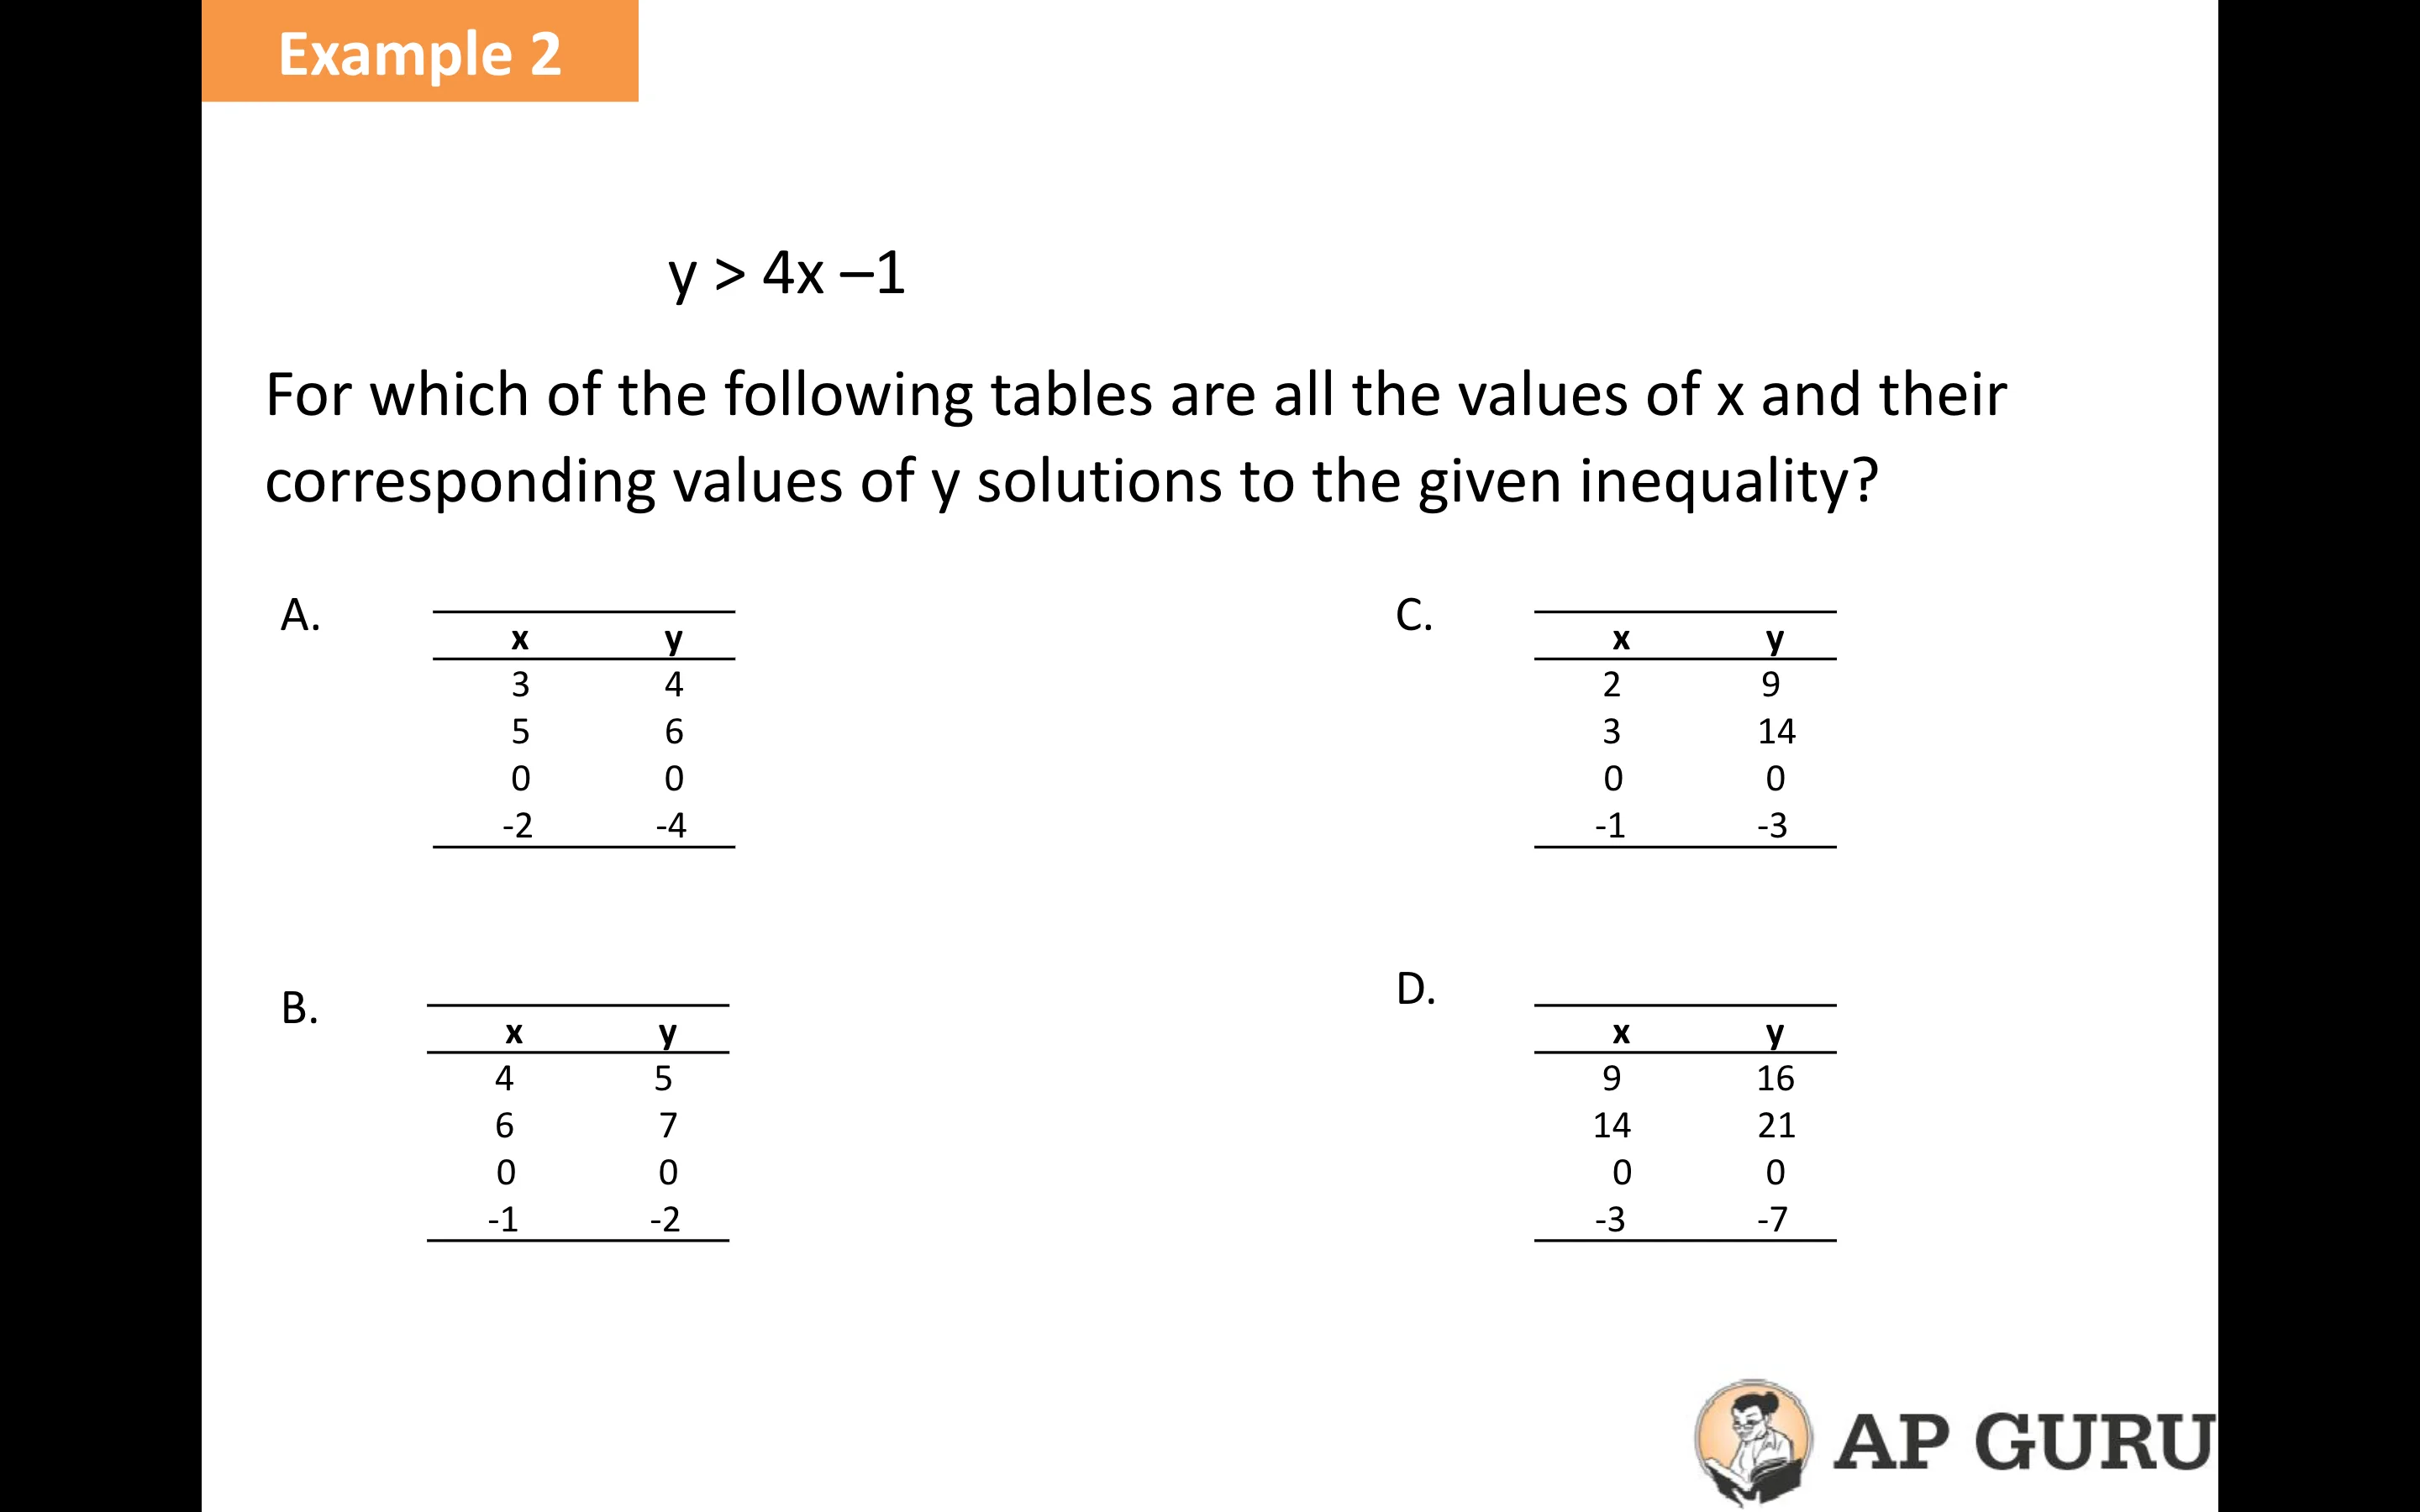 Example 2
y > 4x –1
For which of the following tables are all the values of x and their
corresponding values of y solutions to the given inequality?
A.
x y
3 4
5 6
0 0
-2 -4
B.
x y
4 5
6 7
0 0
-1 -2
C.
x y
2 9
3 14
0 0
-1 -3
D.
x y
9 16
14 21
0 0
-3 -7
AP GURU